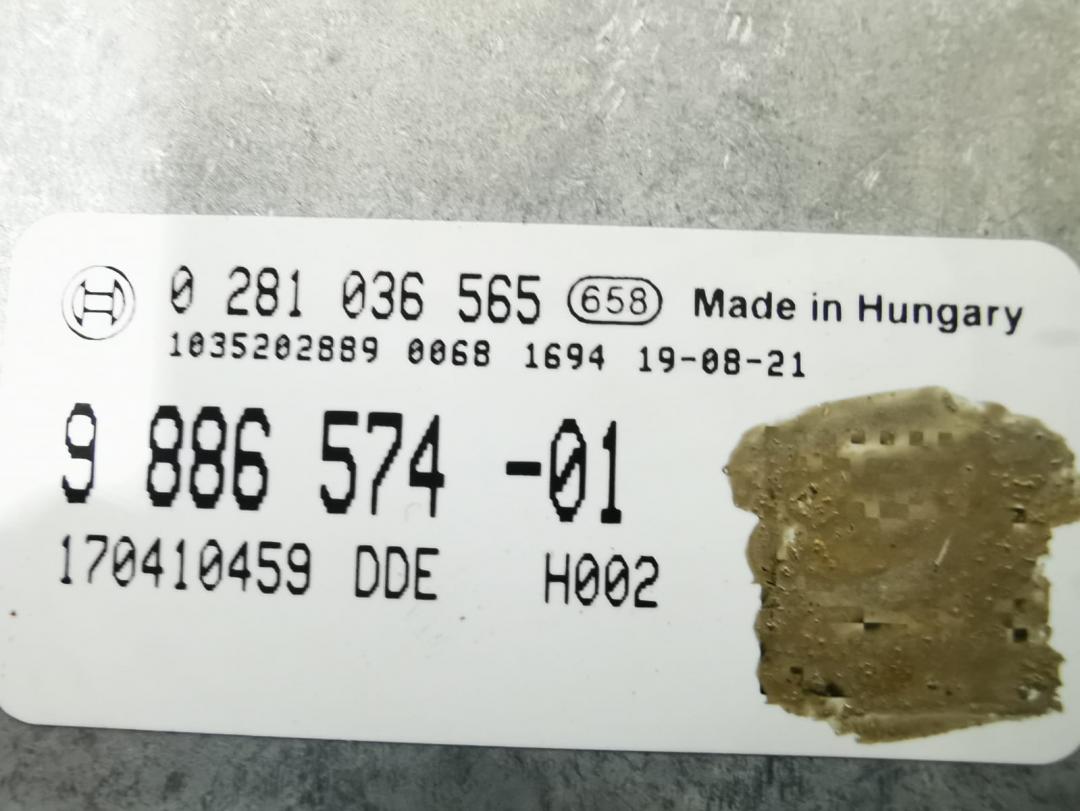 0 281 036 565 658 Made in Hungary
1035202889 0068 1694 19-08-21
9 886 574 -01
170410459 DDE H002